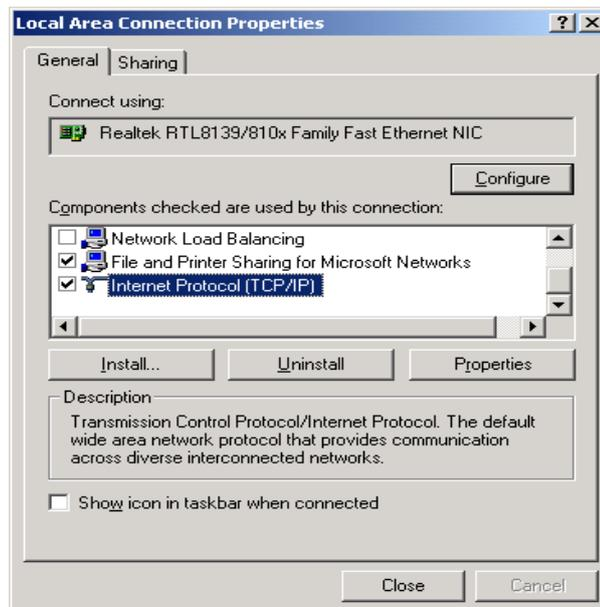 Local Area Connection Properties
General
Sharing
Connect using:
Realtek RTL8139/810x Family Fast Ethernet NIC
Configure
Components checked are used by this connection:
Network Load Balancing
File and Printer Sharing for Microsoft Networks
Internet Protocol (TCP/IP)
Install...
Uninstall
Properties
Description
Transmission Control Protocol/Internet Protocol. The default
wide area network protocol that provides communication
across diverse interconnected networks.
Show icon in taskbar when connected
Close
Cancel